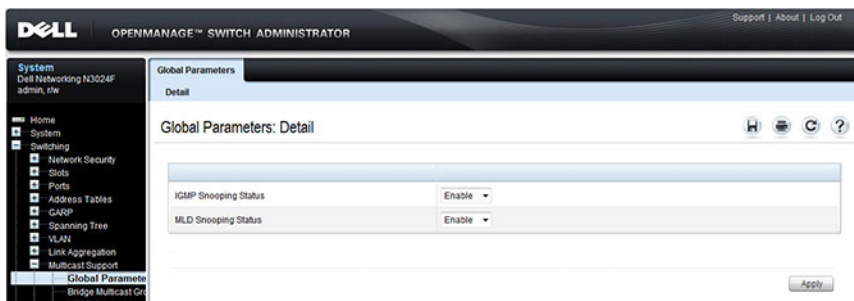 Support | About | Log Out
DELL OPENMANAGE™ SWITCH ADMINISTRATOR
System
Dell Networking N3024F
admin, r/w
Home
System
Switching
Network Security
Slots
Ports
Address Tables
GARP
Spanning Tree
VLAN
Link Aggregation
Multicast Support
Global Paramete
Bridge Multicast Gro
Global Parameters
Detail
Global Parameters: Detail
IGMP Snooping Status Enable
MLD Snooping Status Enable
Apply